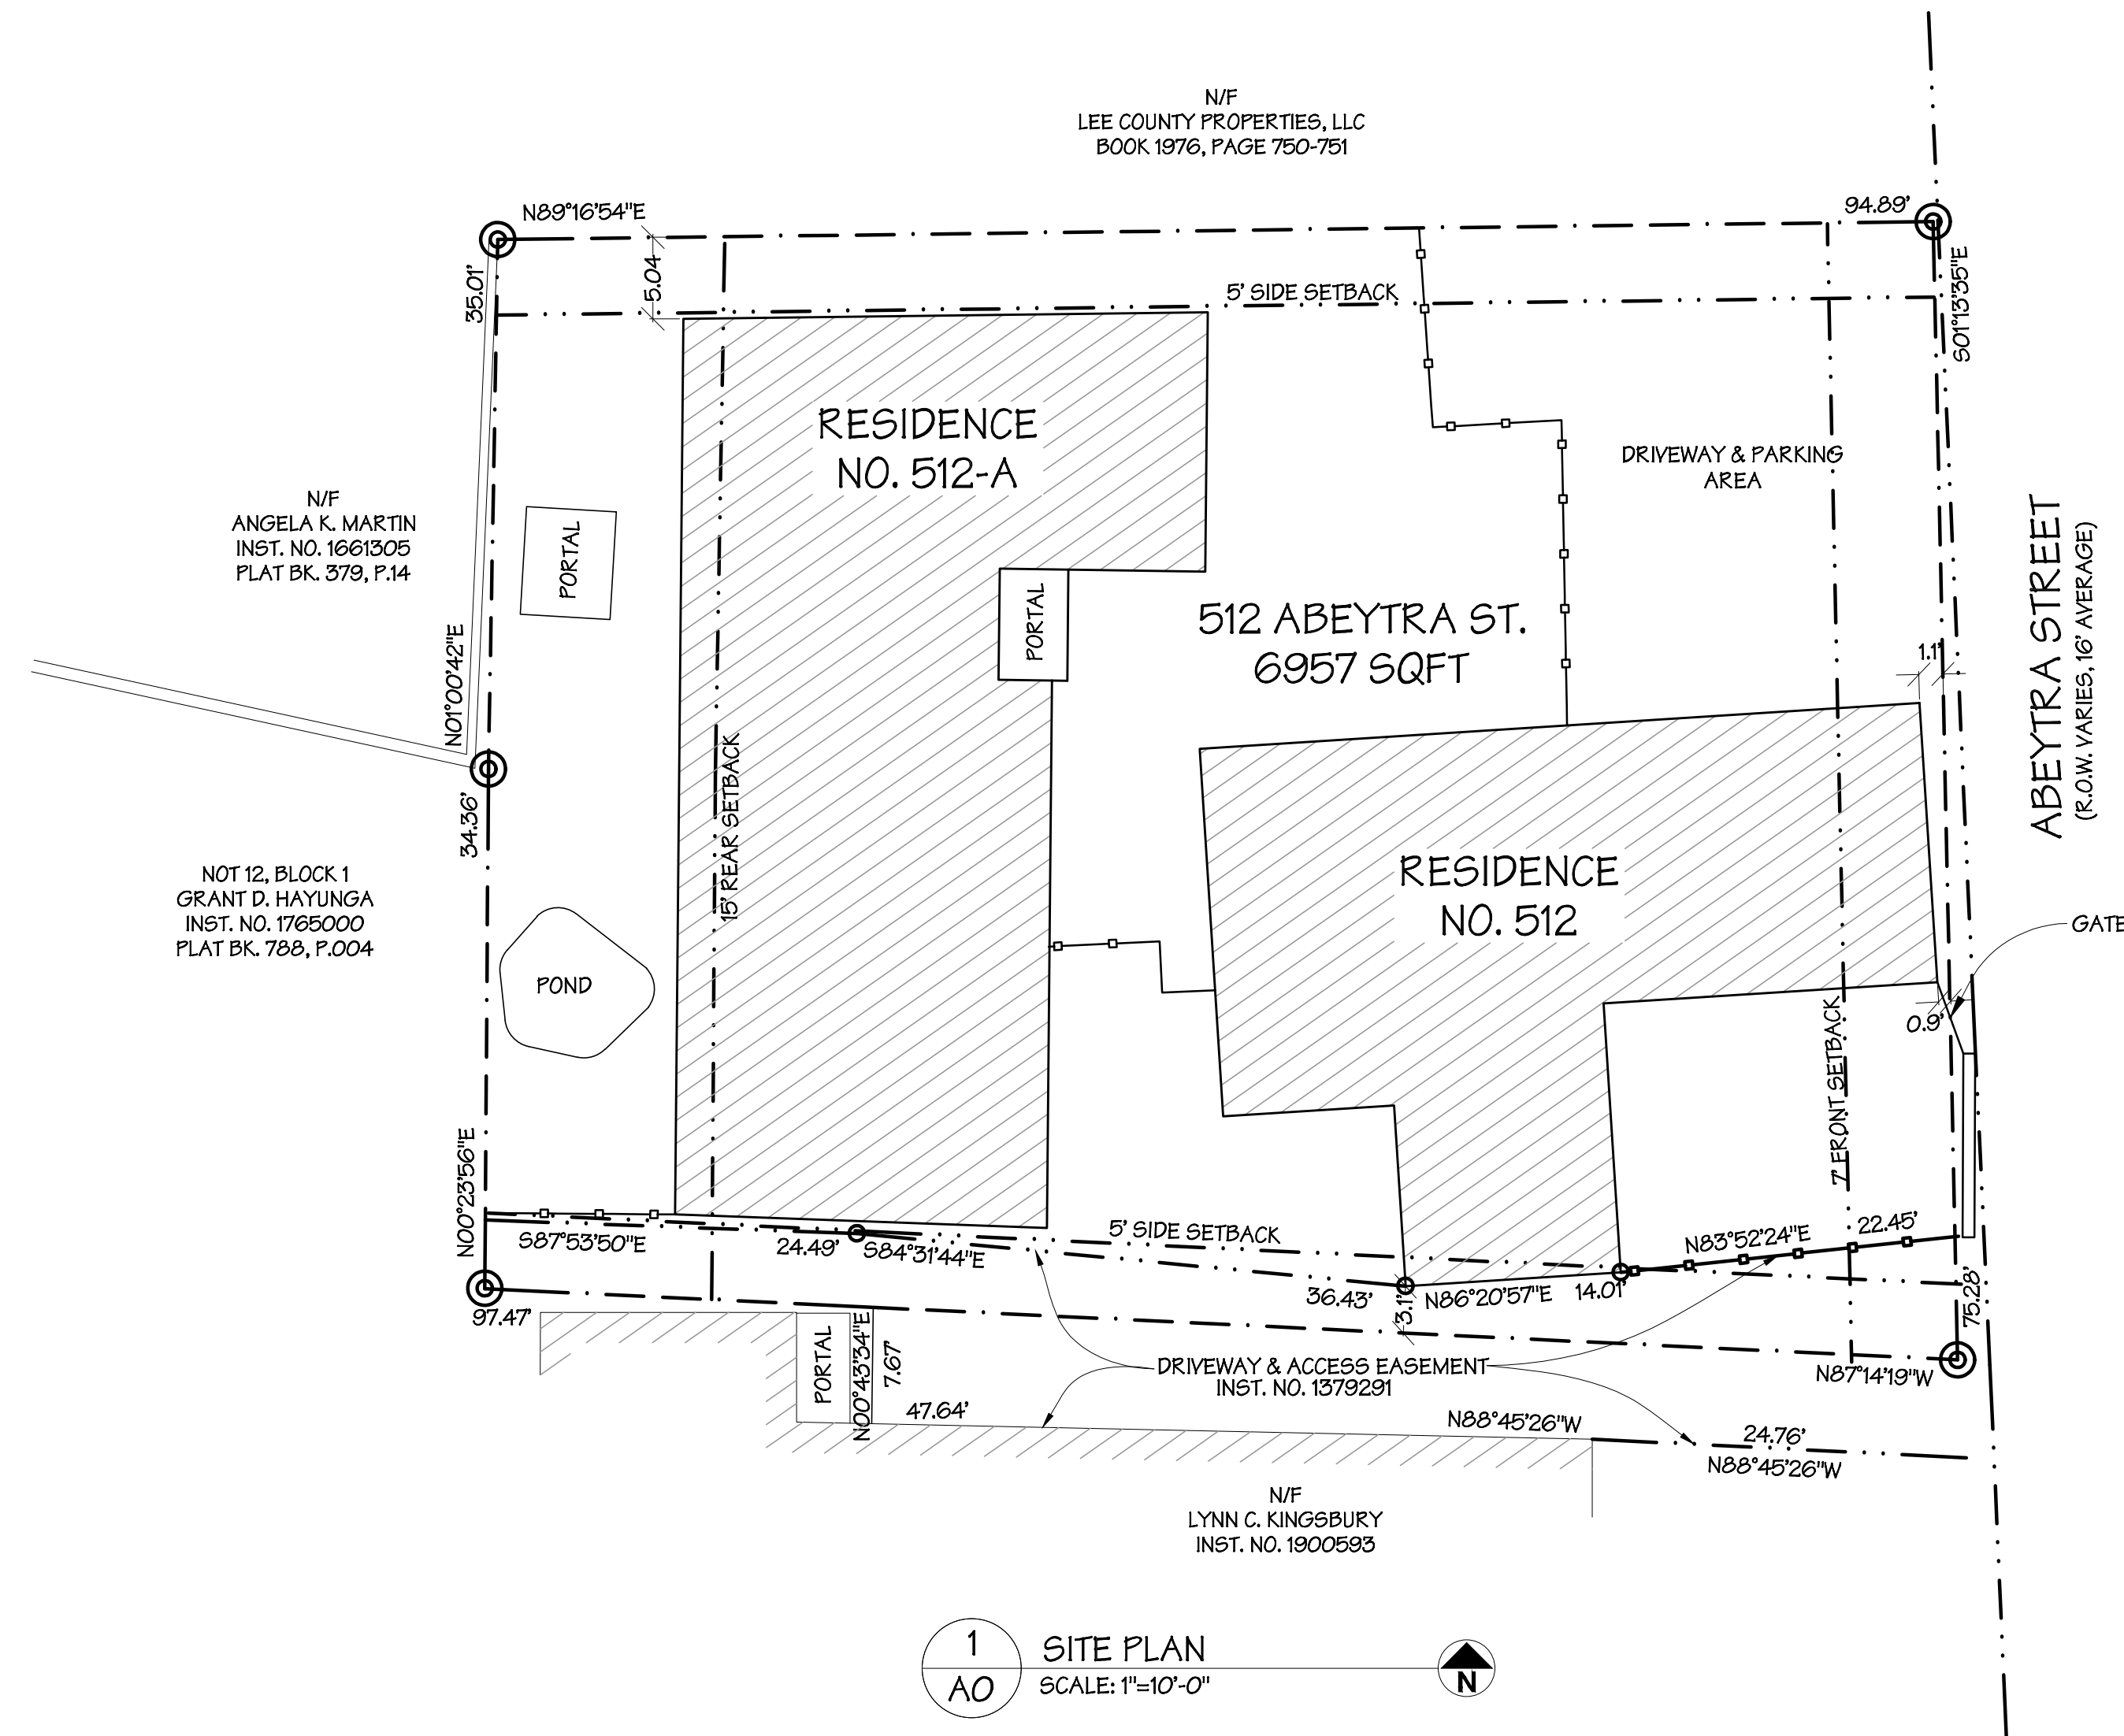 N/F
LEE COUNTY PROPERTIES, LLC
BOOK 1976, PAGE 750-751
N89°16'54"E
94.89'
35.01'
5.04
5' SIDE SETBACK
S01°13'35"E
RESIDENCE
NO. 512-A
DRIVEWAY & PARKING
AREA
N/F
ANGELA K. MARTIN
INST. NO. 1661305
PLAT BK. 379, P.14
PORTAL
PORTAL
512 ABEYTRA ST.
6957 SQFT
ABEYTRA STREET
(R.O.W. VARIES, 16' AVERAGE)
1.1'
N01°00'42"E
34.36'
15' REAR SETBACK
NOT 12, BLOCK 1
GRANT D. HAYUNGA
INST. NO. 1765000
PLAT BK. 788, P.004
RESIDENCE
NO. 512
GATE
POND
0.9'
7' FRONT SETBACK
N00°23'56"E
S87°53'50"E
24.49'
S84°31'44"E
5' SIDE SETBACK
N83°52'24"E
22.45'
36.43'
3.1'
N86°20'57"E
14.01'
75.28'
97.47'
PORTAL
N00°43'34"E
7.67'
DRIVEWAY & ACCESS EASEMENT
INST. NO. 1379291
N87°14'19"W
47.64'
N88°45'26"W
24.76'
N88°45'26"W
N/F
LYNN C. KINGSBURY
INST. NO. 1900593
1
A0
SITE PLAN
SCALE: 1"=10'-0"
N